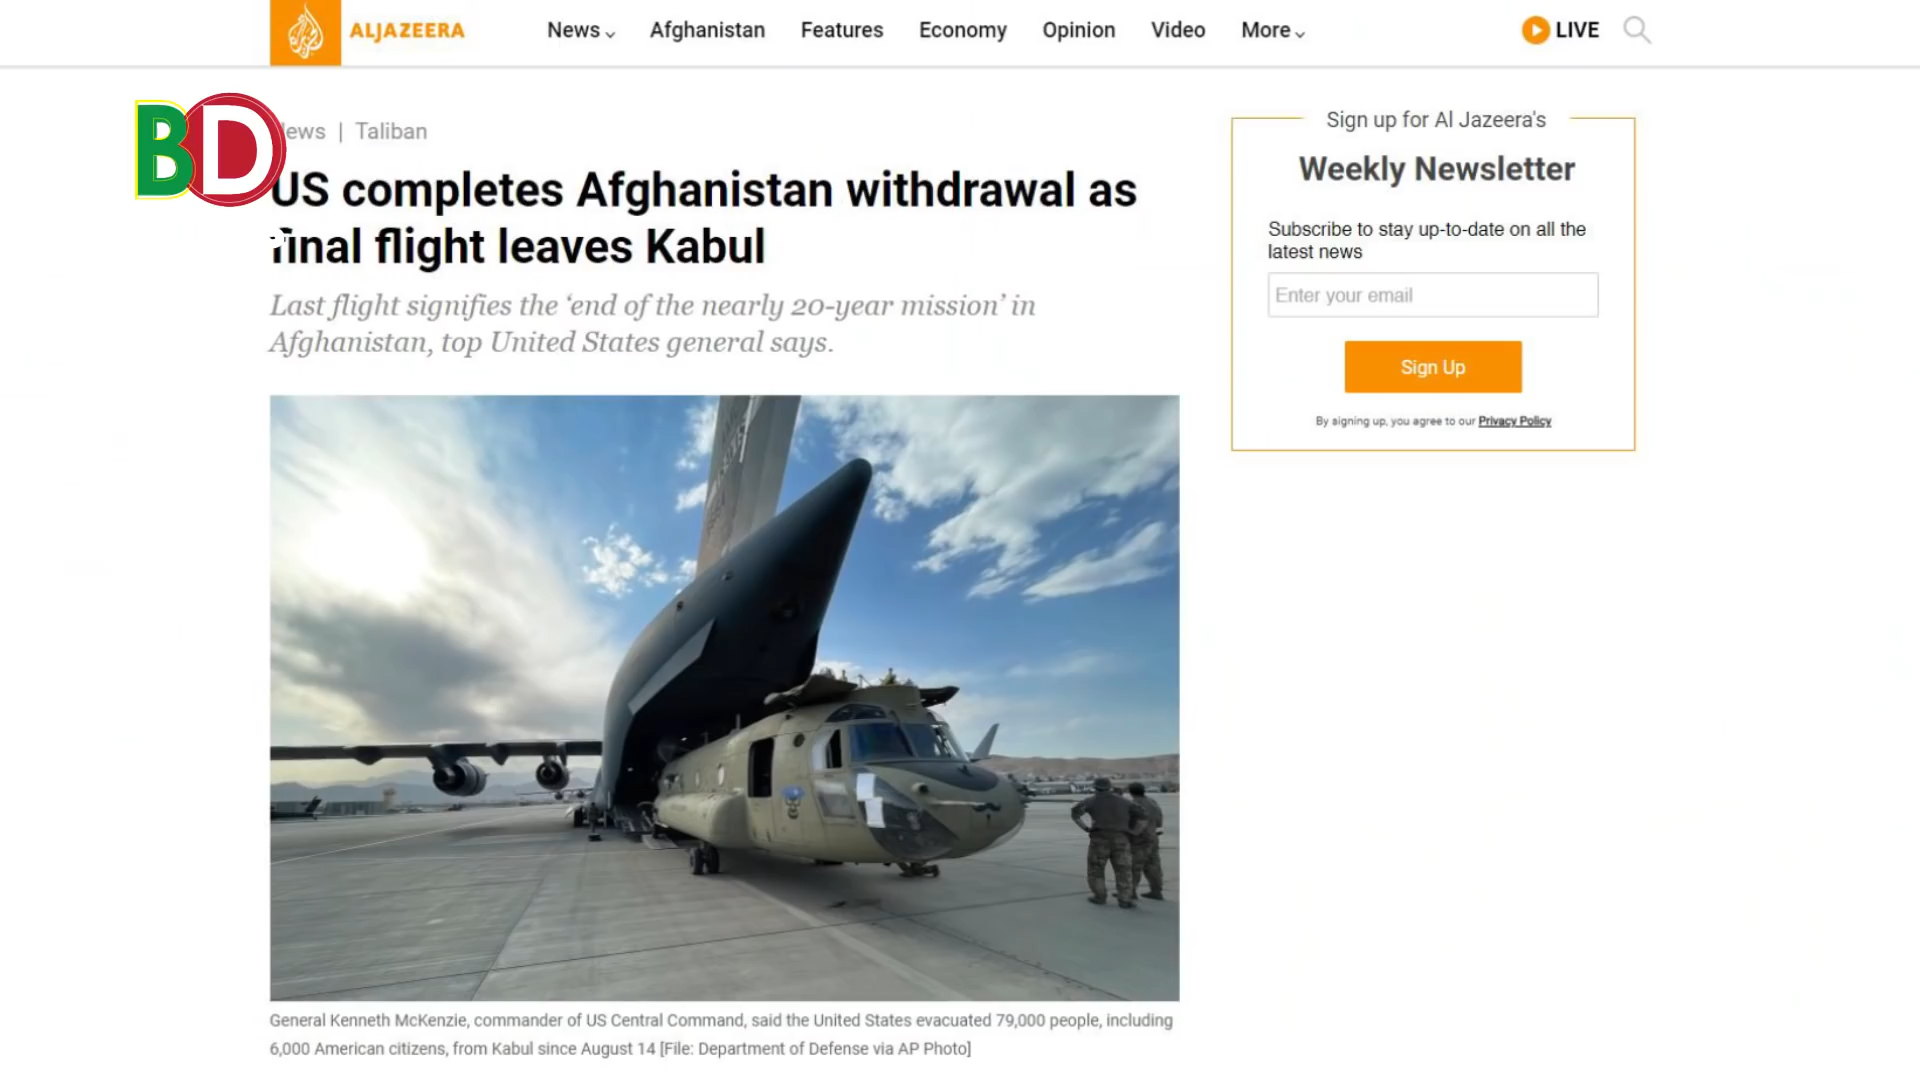 ALJAZEERA
News Afghanistan Features Economy Opinion Video More LIVE
BD
News | Taliban
US completes Afghanistan withdrawal as
final flight leaves Kabul
Last flight signifies the ‘end of the nearly 20-year mission’ in
Afghanistan, top United States general says.
General Kenneth McKenzie, commander of US Central Command, said the United States evacuated 79,000 people, including
6,000 American citizens, from Kabul since August 14 [File: Department of Defense via AP Photo]
Sign up for Al Jazeera's
Weekly Newsletter
Subscribe to stay up-to-date on all the
latest news
Enter your email
Sign Up
By signing up, you agree to our Privacy Policy